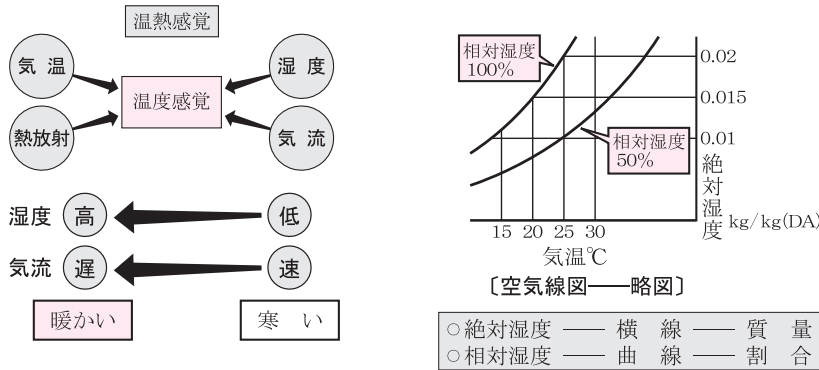 温熱感覚
気温
湿度
温度感覚
熱放射
気流
湿度 高 低
気流 遅 速
暖かい 寒い
相対湿度
100%
0.02
0.015
0.01
相対湿度
50%
絶対湿度 kg/kg(DA)
15 20 25 30
気温℃
〔空気線図――略図〕
○絶対湿度 ―― 横線 ―― 質量
○相対湿度 ―― 曲線 ―― 割合